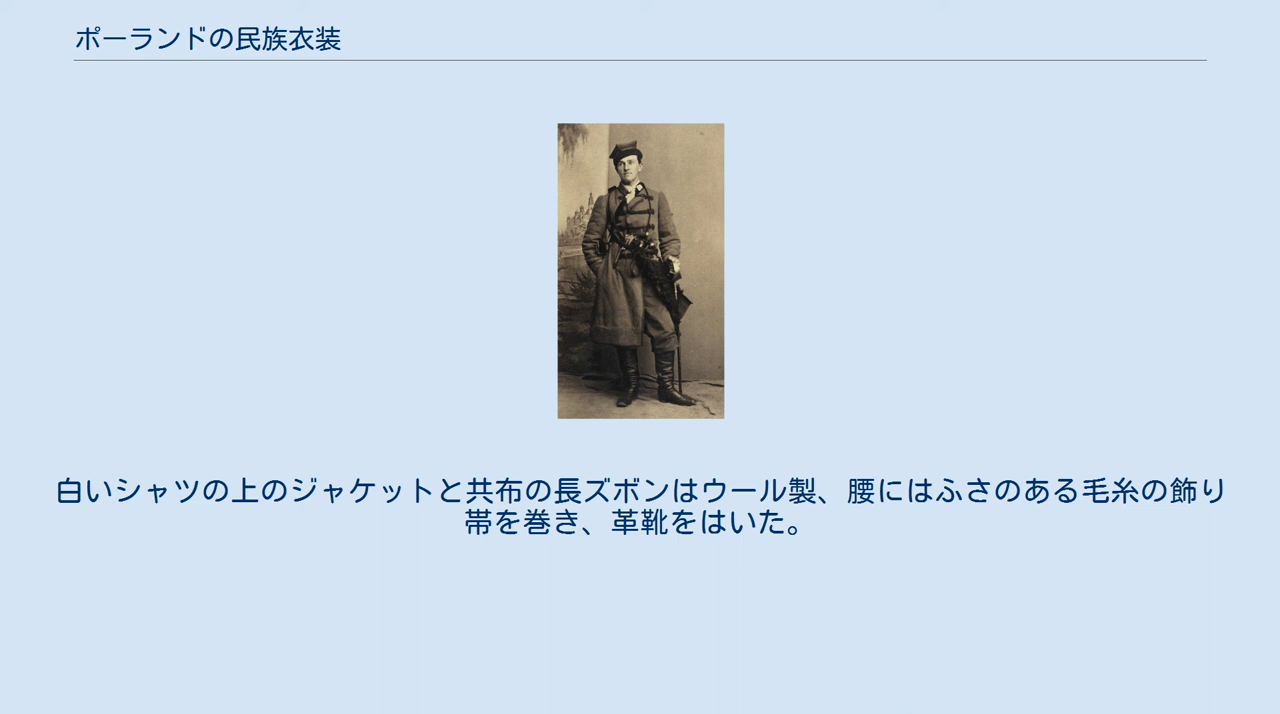 ポーランドの民族衣装
白いシャツの上のジャケットと共布の長ズボンはウール製、腰にはふさのある毛糸の飾り
帯を巻き、革靴をはいた。